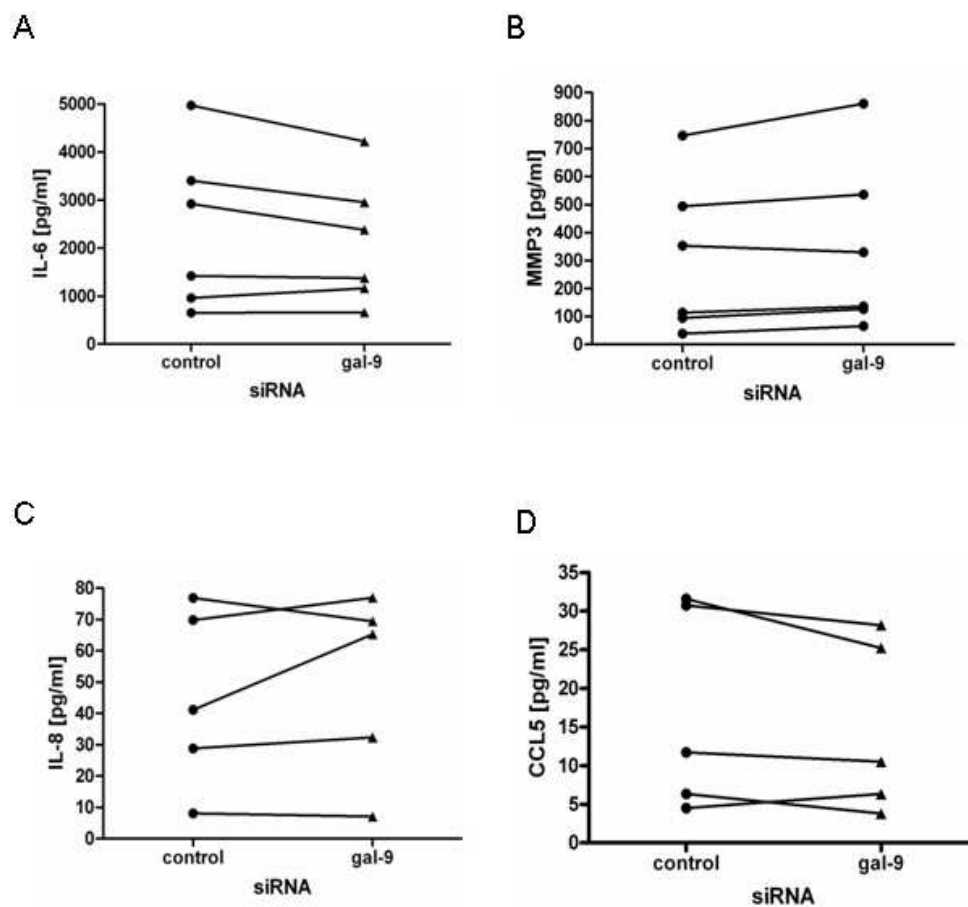 A
IL-6 [pg/ml]
5000
4000
3000
2000
1000
0
control gal-9
siRNA
B
MMP3 [pg/ml]
900
800
700
600
500
400
300
200
100
0
control gal-9
siRNA
C
IL-8 [pg/ml]
80
70
60
50
40
30
20
10
0
control gal-9
siRNA
D
CCL5 [pg/ml]
35
30
25
20
15
10
5
0
control gal-9
siRNA